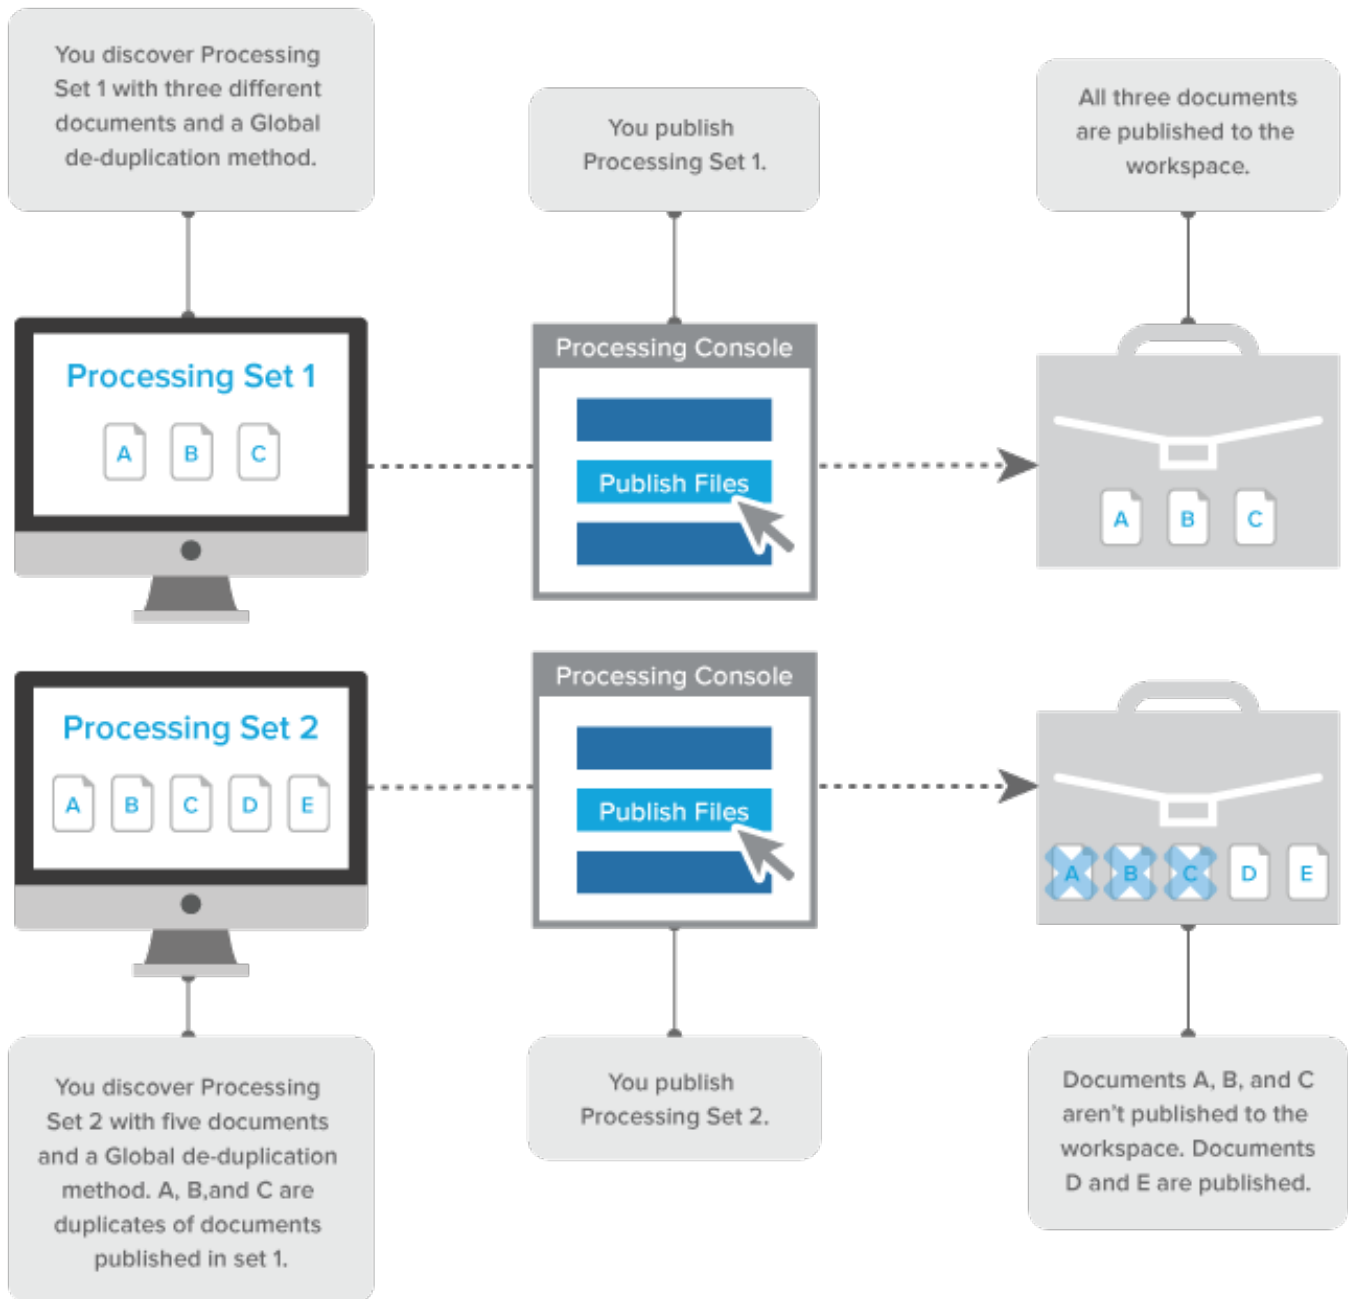 You discover Processing
Set 1 with three different
documents and a Global
de-duplication method.
You publish
Processing Set 1.
All three documents
are published to the
workspace.
Processing Set 1
A B C
Processing Console
Publish Files
A B C
Processing Set 2
A B C D E
Processing Console
Publish Files
A B C D E
You discover Processing
Set 2 with five documents
and a Global de-duplication
method. A, B,and C are
duplicates of documents
published in set 1.
You publish
Processing Set 2.
Documents A, B, and C
aren't published to the
workspace. Documents
D and E are published.